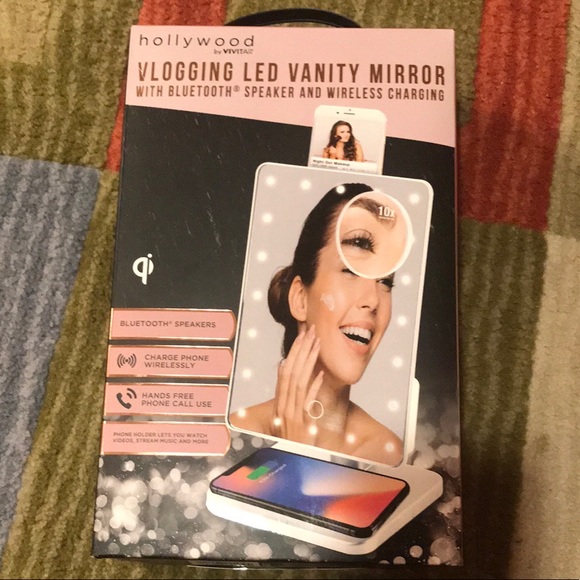 hollywood
by VIVITAR
VLOGGING LED VANITY MIRROR
WITH BLUETOOTH® SPEAKER AND WIRELESS CHARGING
10x
qi
BLUETOOTH® SPEAKERS
CHARGE PHONE
WIRELESSLY
HANDS FREE
PHONE CALL USE
PHONE HOLDER LETS YOU WATCH
VIDEOS, STREAM MUSIC AND MORE